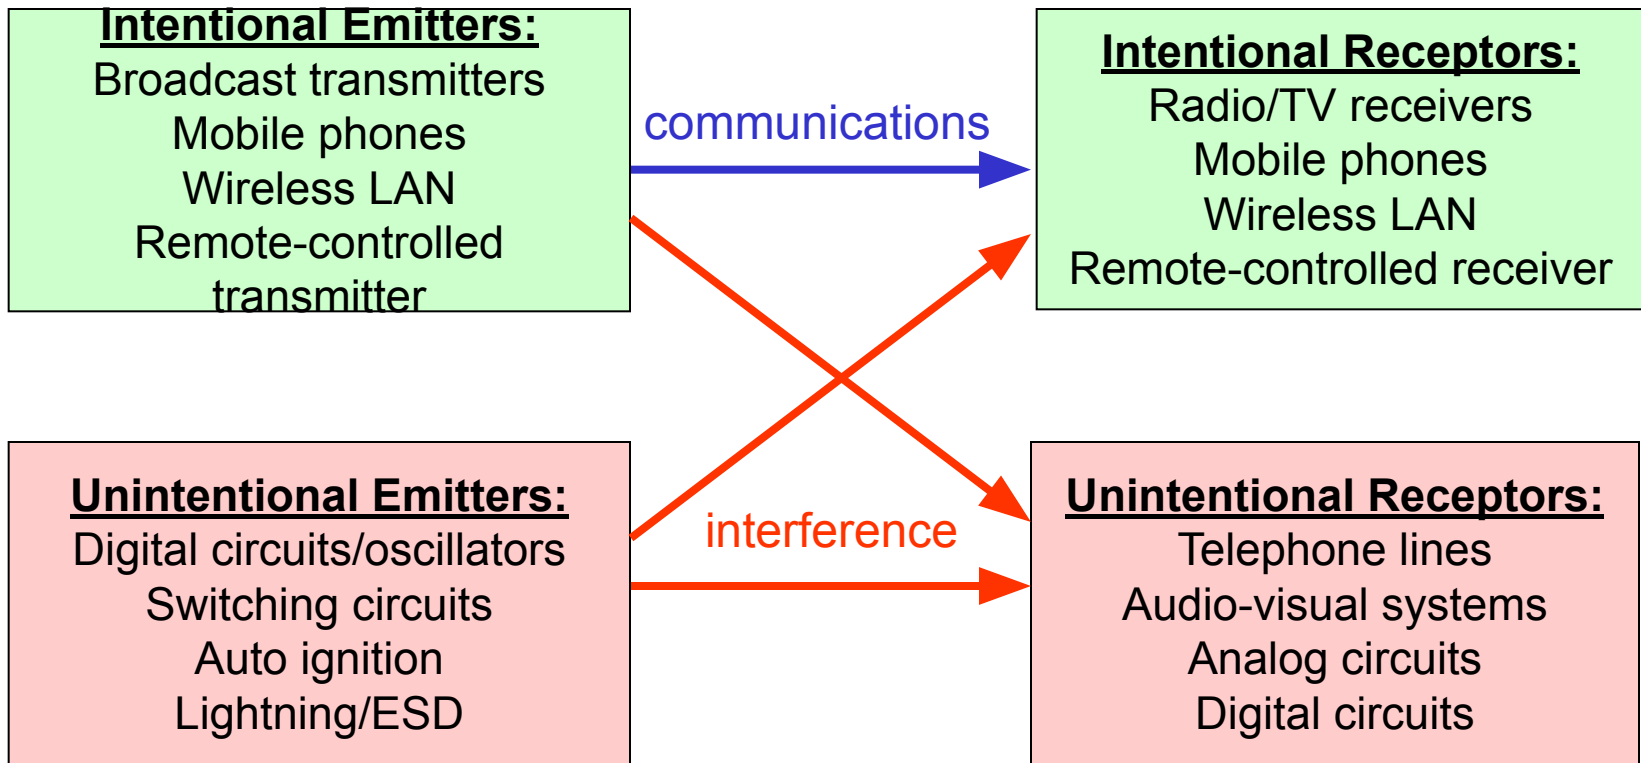 Intentional Emitters:
Broadcast transmitters
Mobile phones
Wireless LAN
Remote-controlled
transmitter
communications
Intentional Receptors:
Radio/TV receivers
Mobile phones
Wireless LAN
Remote-controlled receiver
Unintentional Emitters:
Digital circuits/oscillators
Switching circuits
Auto ignition
Lightning/ESD
interference
Unintentional Receptors:
Telephone lines
Audio-visual systems
Analog circuits
Digital circuits